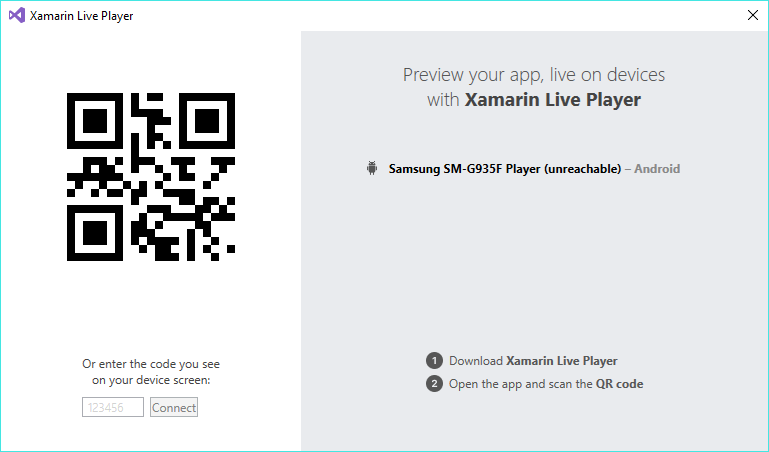 Xamarin Live Player
Or enter the code you see
on your device screen:
123456 Connect
Preview your app, live on devices
with Xamarin Live Player
Samsung SM-G935F Player (unreachable) – Android
1 Download Xamarin Live Player
2 Open the app and scan the QR code